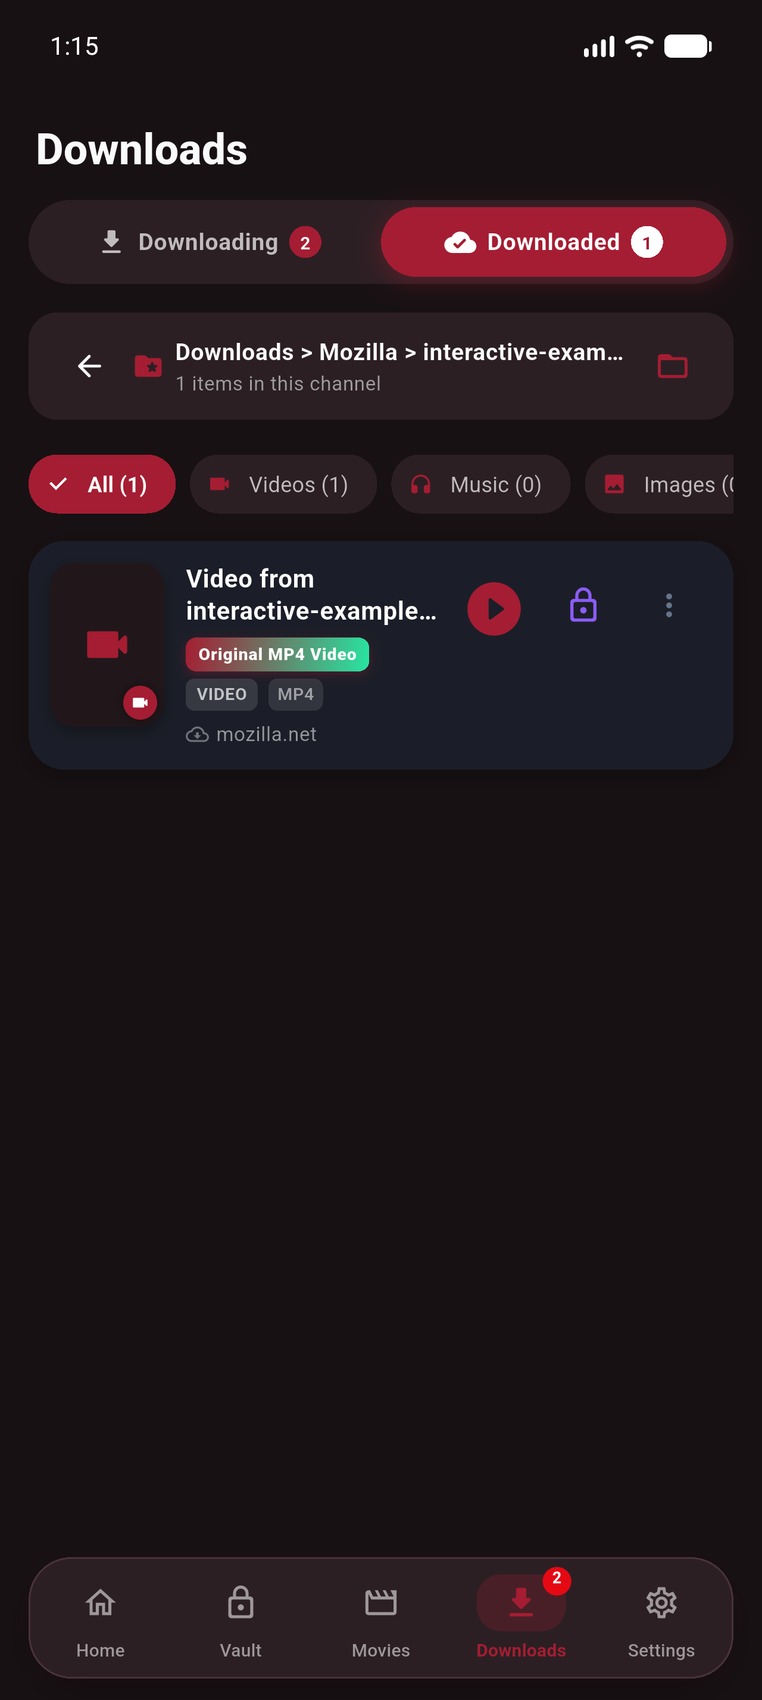 1:15
Downloads
Downloading 2
Downloaded 1
Downloads > Mozilla > interactive-exam...
1 items in this channel
All (1)
Videos (1)
Music (0)
Images (0
Video from
interactive-example...
Original MP4 Video
VIDEO
MP4
mozilla.net
2
Home
Vault
Movies
Downloads
Settings